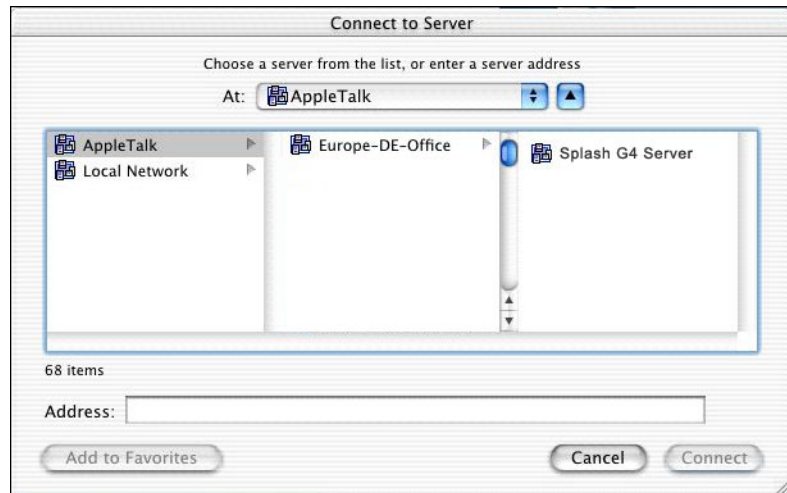 Connect to Server
Choose a server from the list, or enter a server address
At: AppleTalk
AppleTalk
Local Network
Europe-DE-Office
Splash G4 Server
68 items
Address:
Add to Favorites
Cancel
Connect